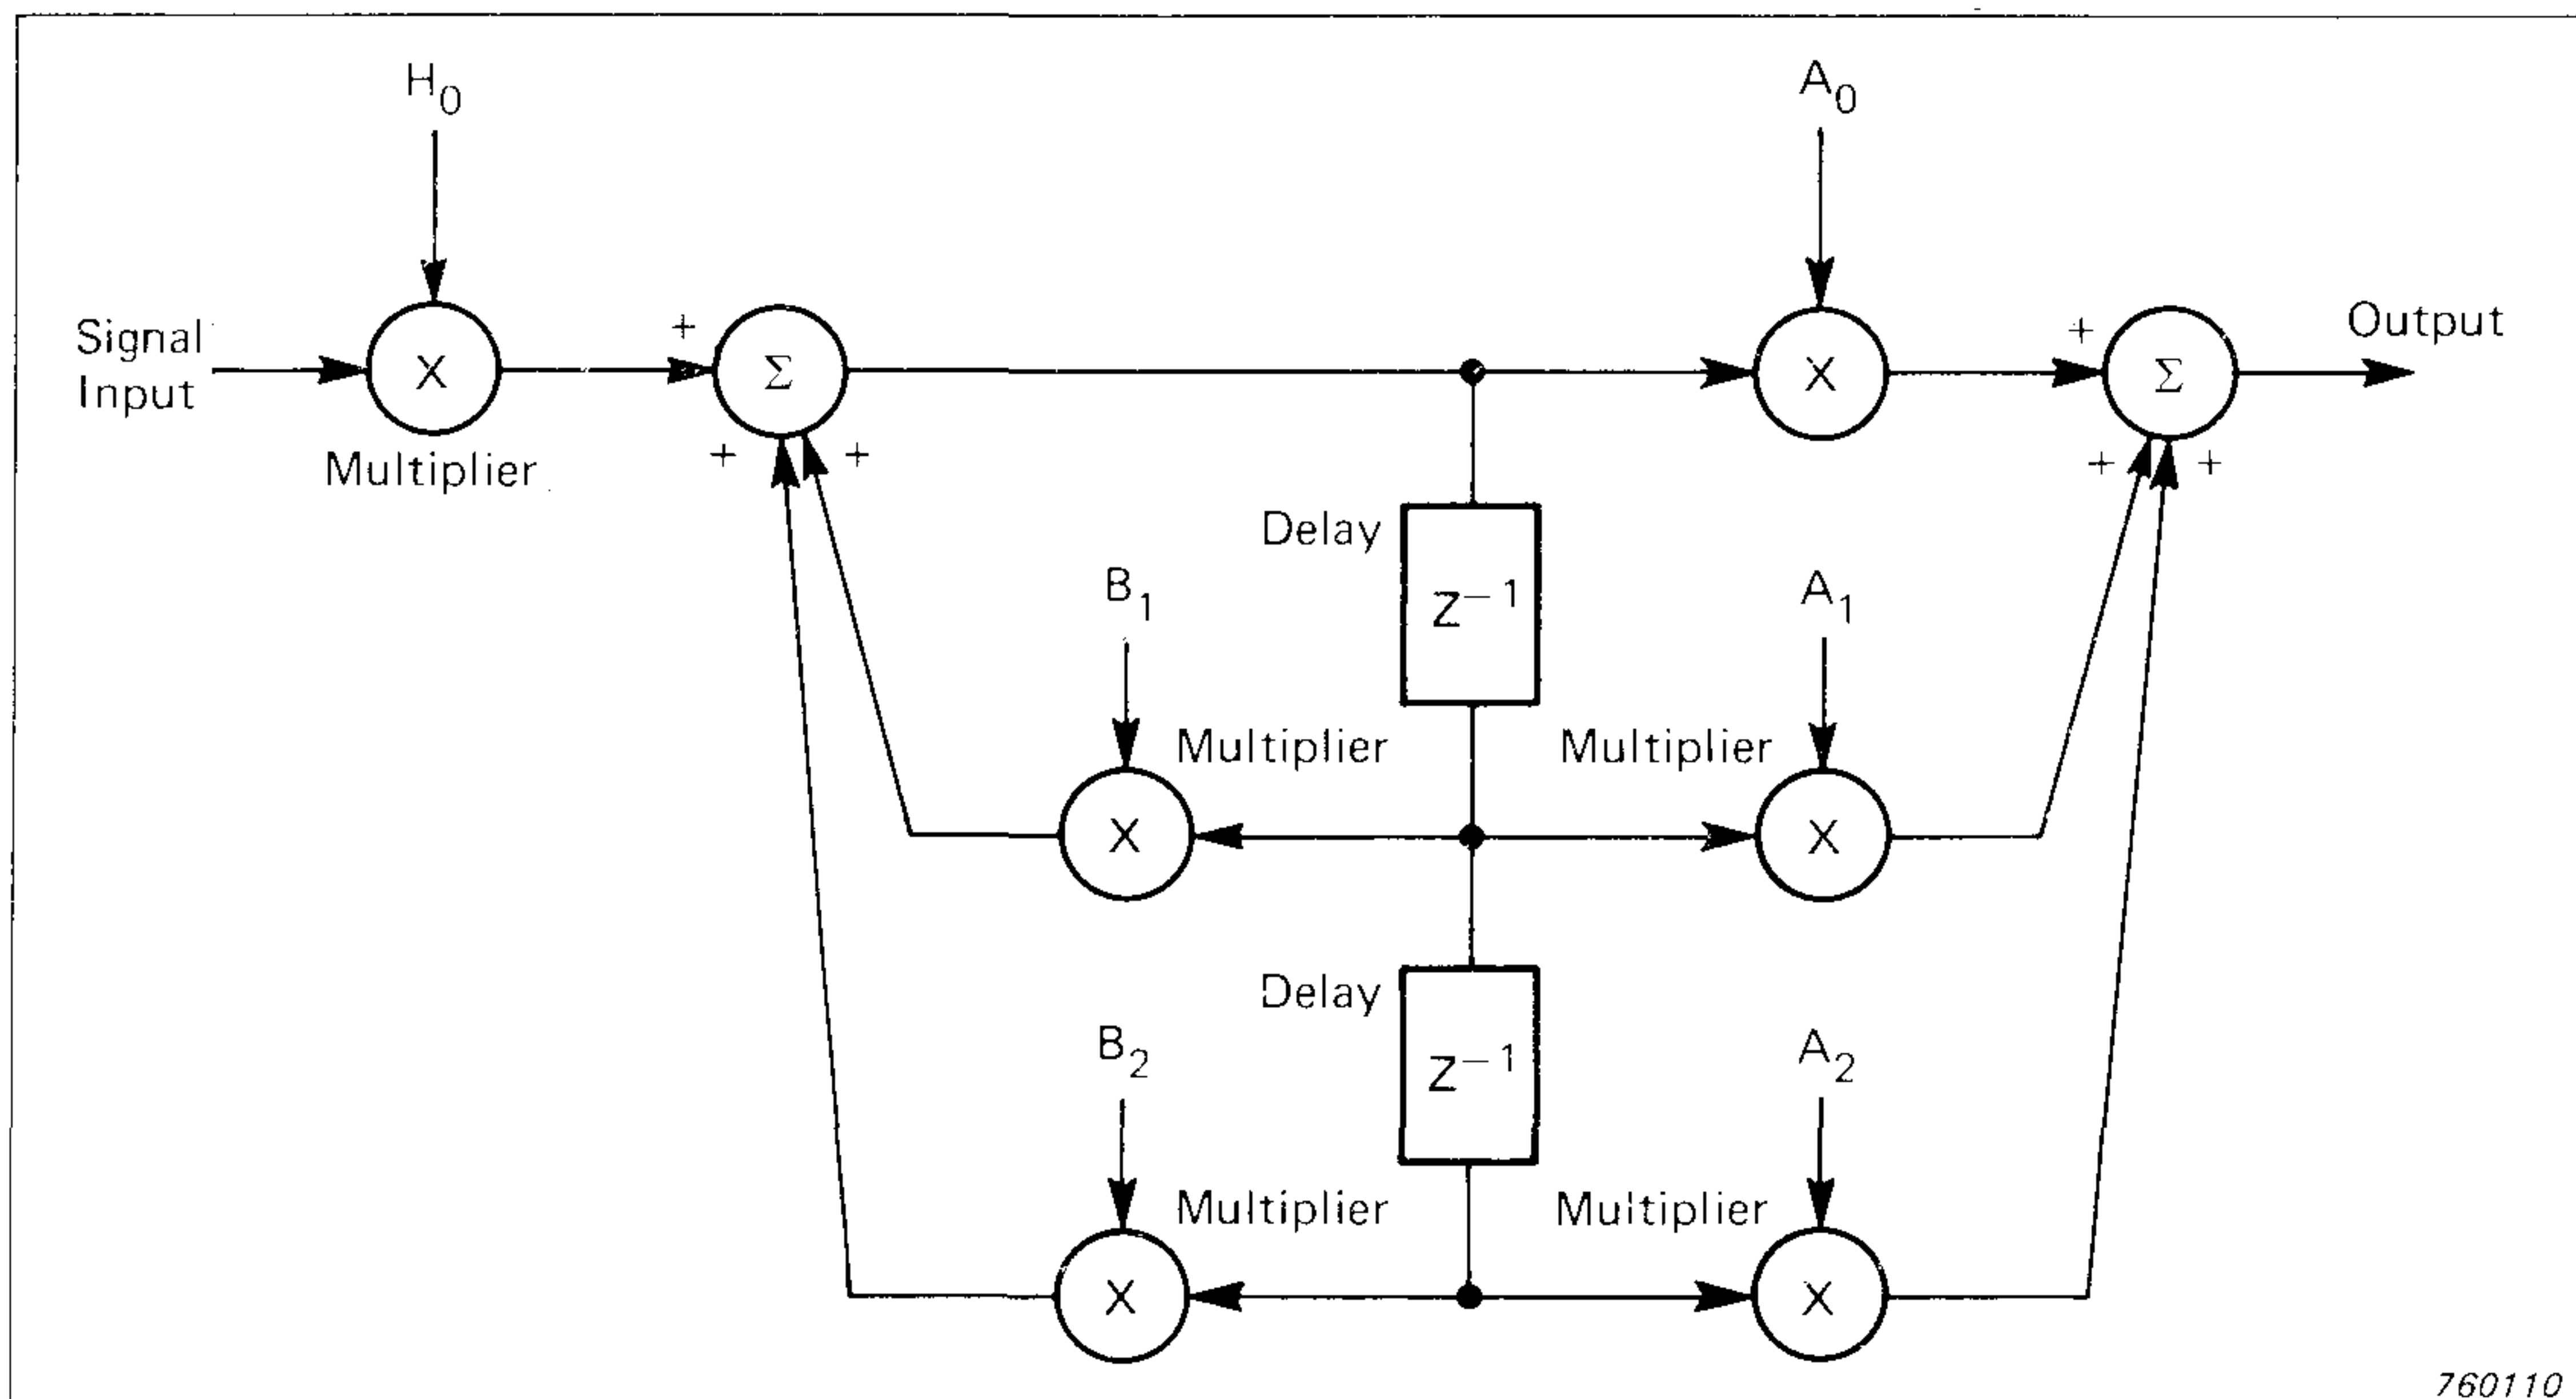 H₀
A₀
Signal
Input
X
Multiplier
+
Σ
+
+
X
+
Σ
+
+
Output
Delay
Z⁻¹
B₁
A₁
Multiplier
Multiplier
X
X
Delay
Z⁻¹
B₂
A₂
Multiplier
Multiplier
X
X
760110